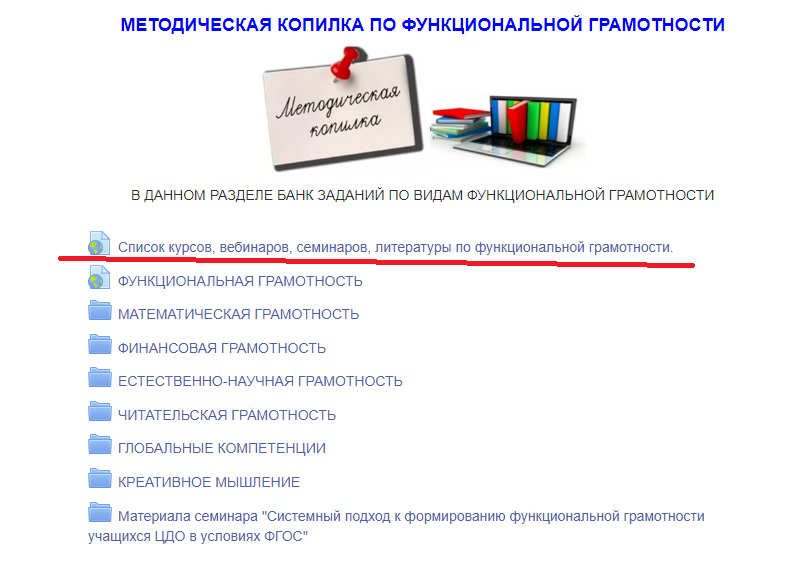 МЕТОДИЧЕСКАЯ КОПИЛКА ПО ФУНКЦИОНАЛЬНОЙ ГРАМОТНОСТИ
Методическая
копилка
В ДАННОМ РАЗДЕЛЕ БАНК ЗАДАНИЙ ПО ВИДАМ ФУНКЦИОНАЛЬНОЙ ГРАМОТНОСТИ
Список курсов, вебинаров, семинаров, литературы по функциональной грамотности.
ФУНКЦИОНАЛЬНАЯ ГРАМОТНОСТЬ
МАТЕМАТИЧЕСКАЯ ГРАМОТНОСТЬ
ФИНАНСОВАЯ ГРАМОТНОСТЬ
ЕСТЕСТВЕННО-НАУЧНАЯ ГРАМОТНОСТЬ
ЧИТАТЕЛЬСКАЯ ГРАМОТНОСТЬ
ГЛОБАЛЬНЫЕ КОМПЕТЕНЦИИ
КРЕАТИВНОЕ МЫШЛЕНИЕ
Материала семинара "Системный подход к формированию функциональной грамотности
учащихся ЦДО в условиях ФГОС"